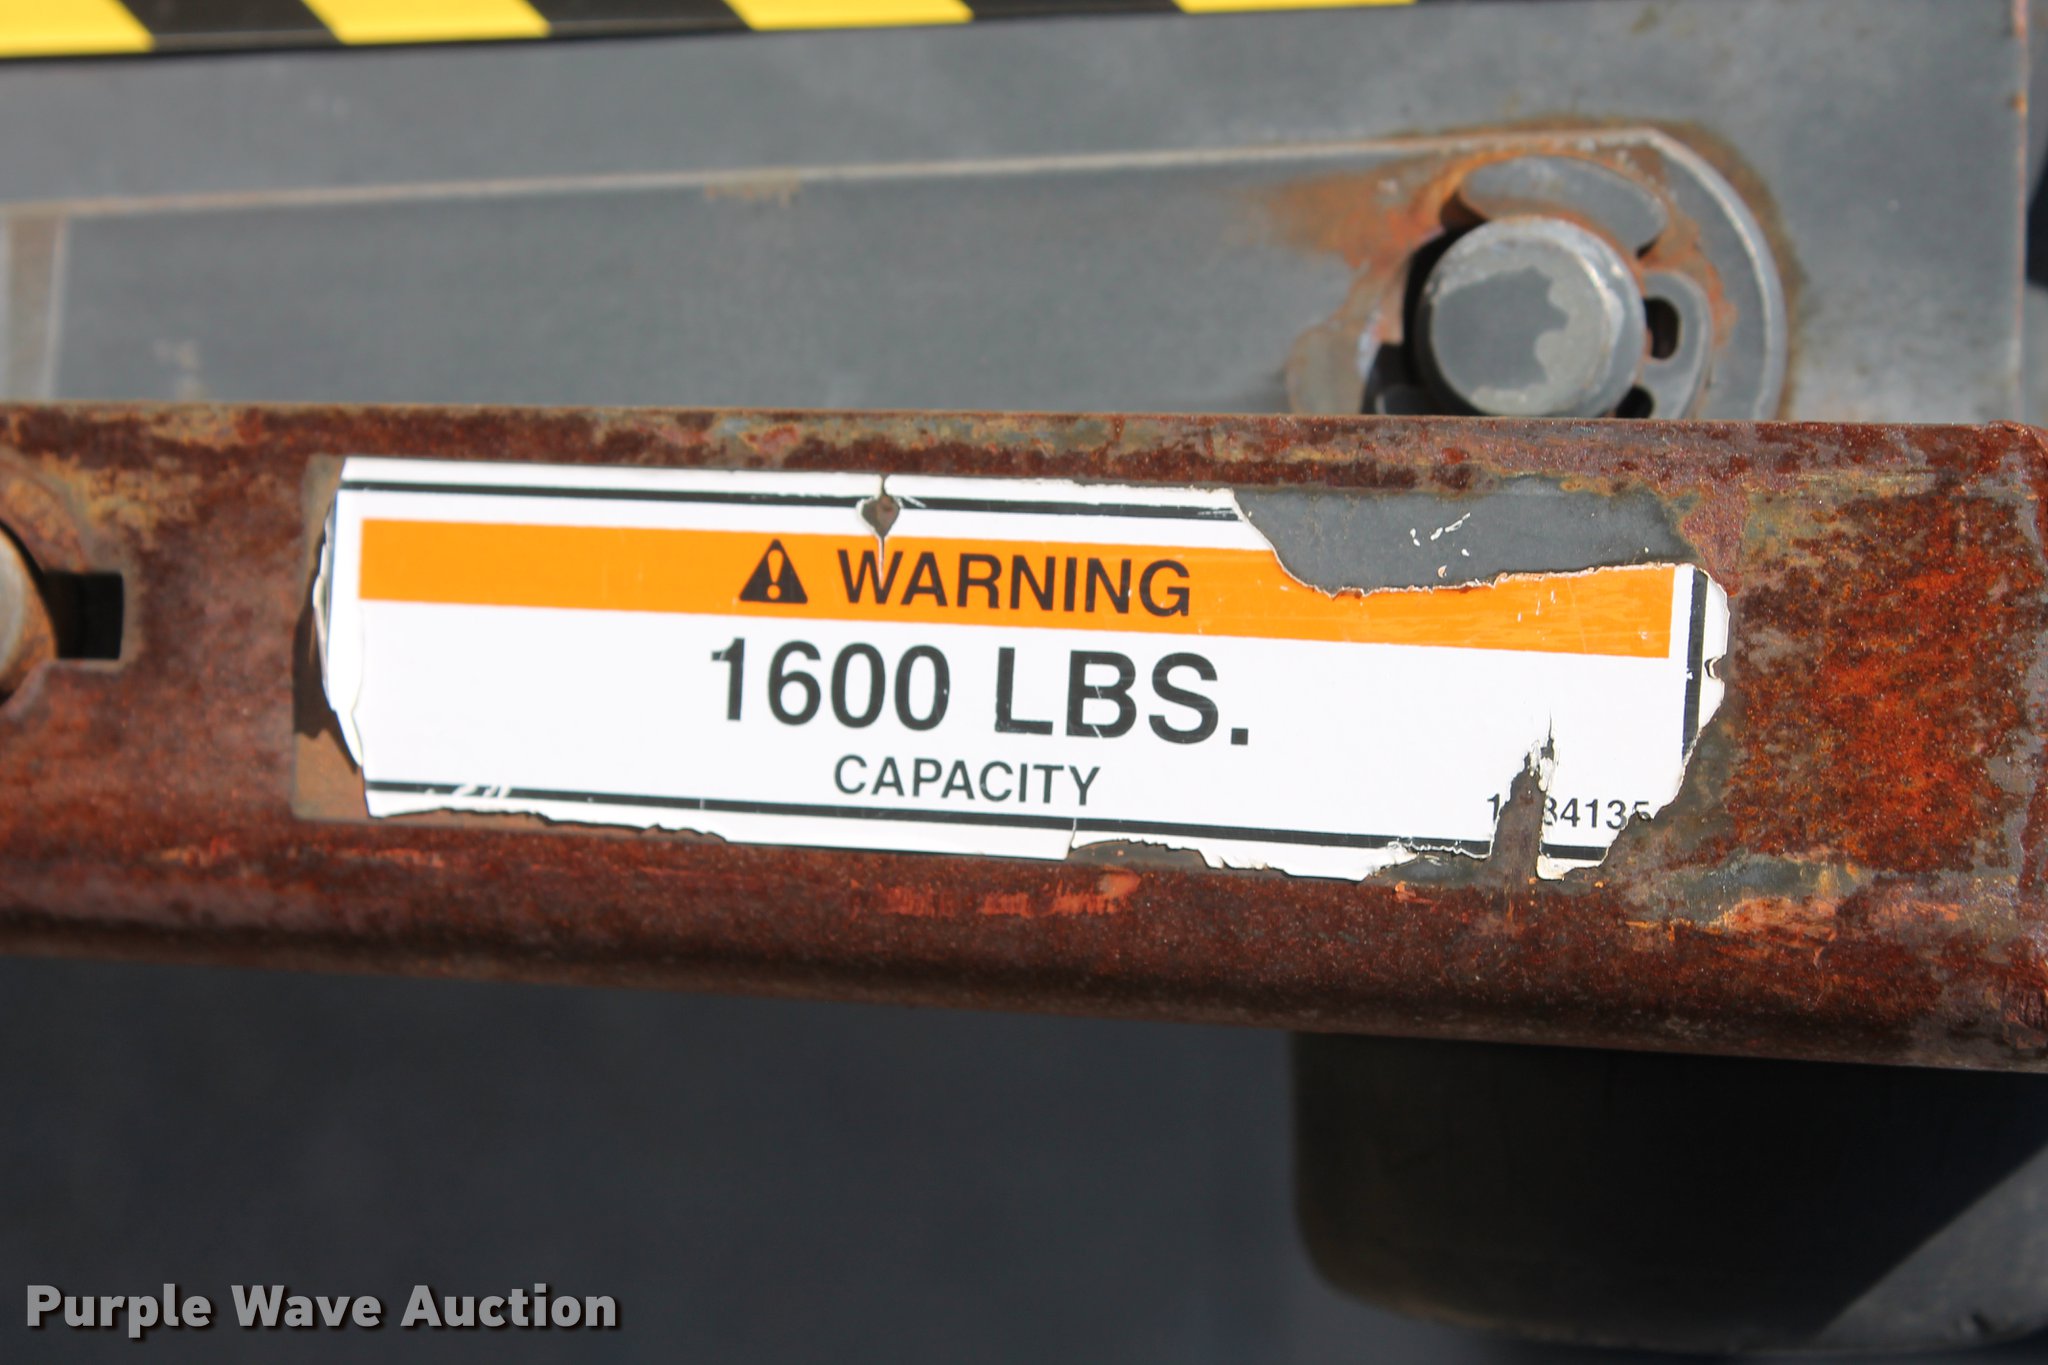 WARNING
1600 LBS.
CAPACITY
Purple Wave Auction